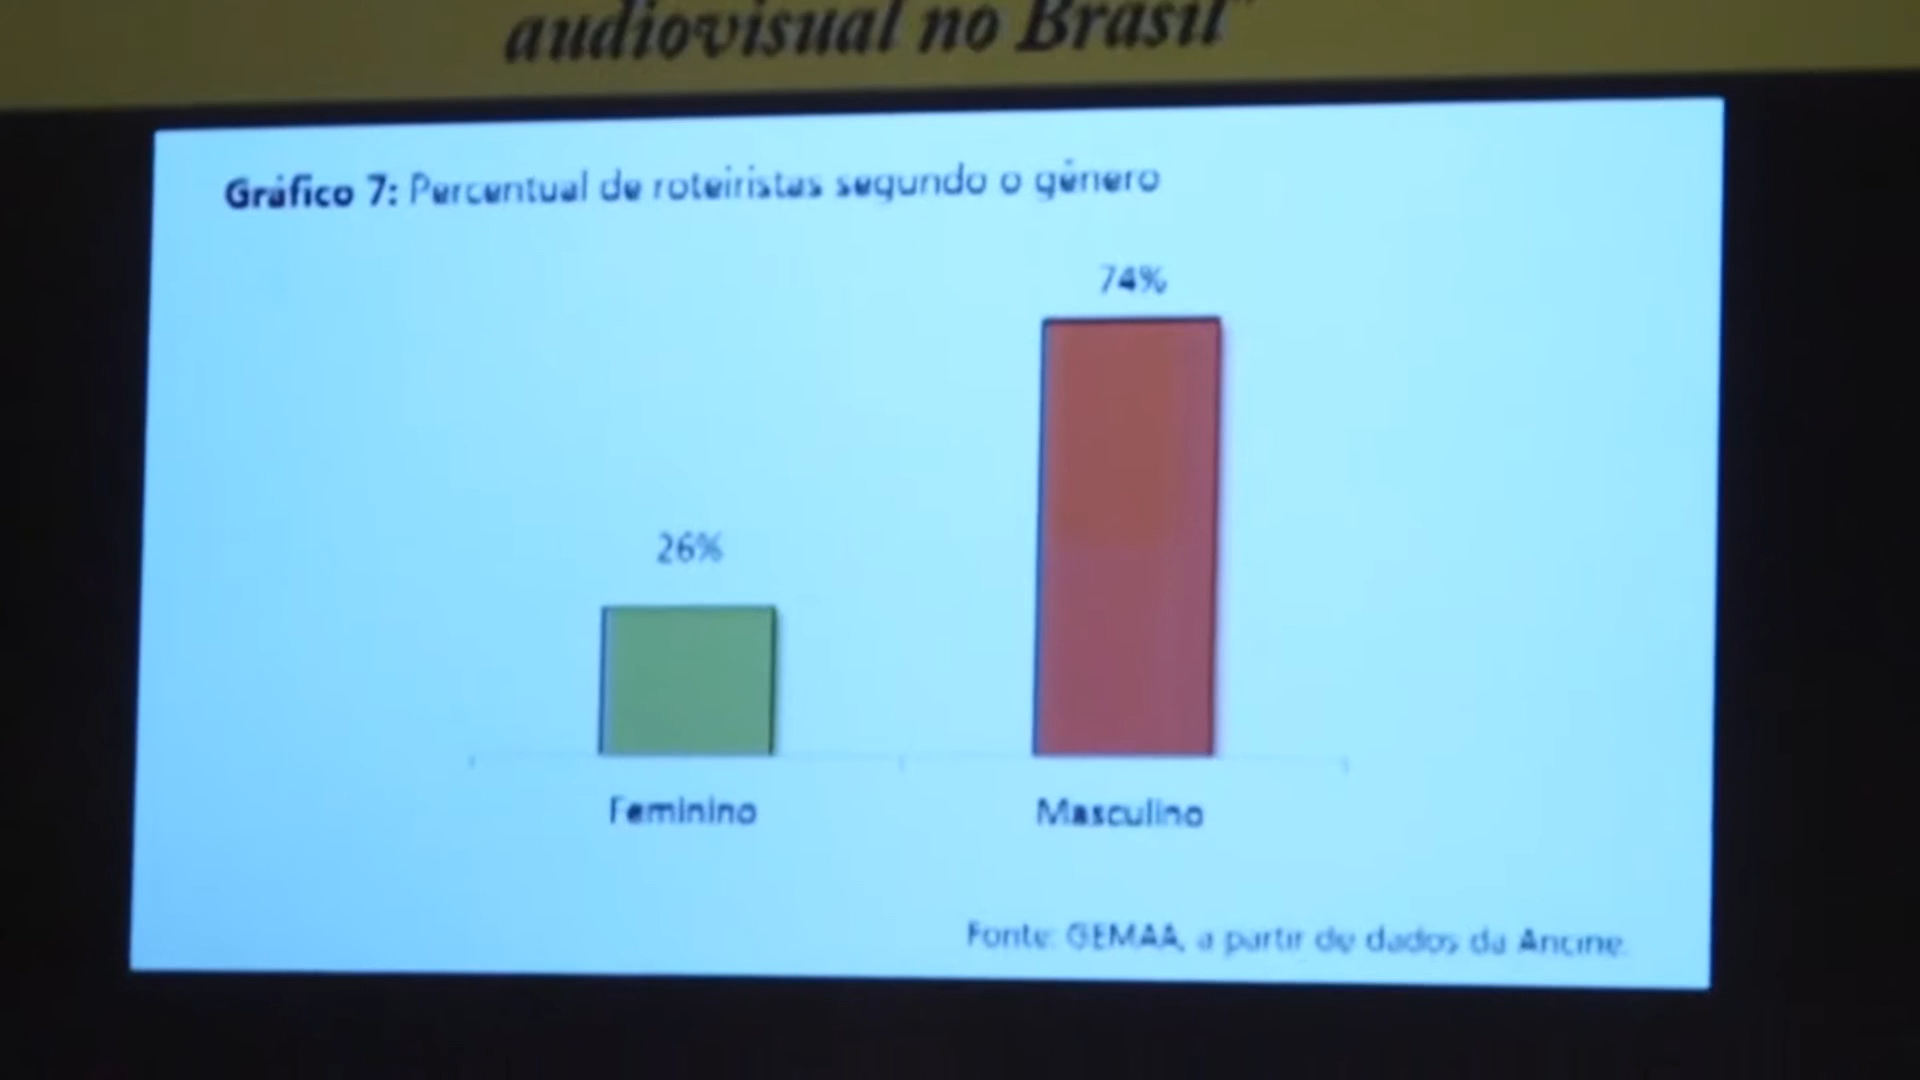 audiovisual no Brasil"
Gráfico 7: Percentual de roteiristas segundo o gênero
74%
26%
Feminino
Masculino
Fonte: GEMAA, a partir de dados da Ancine.